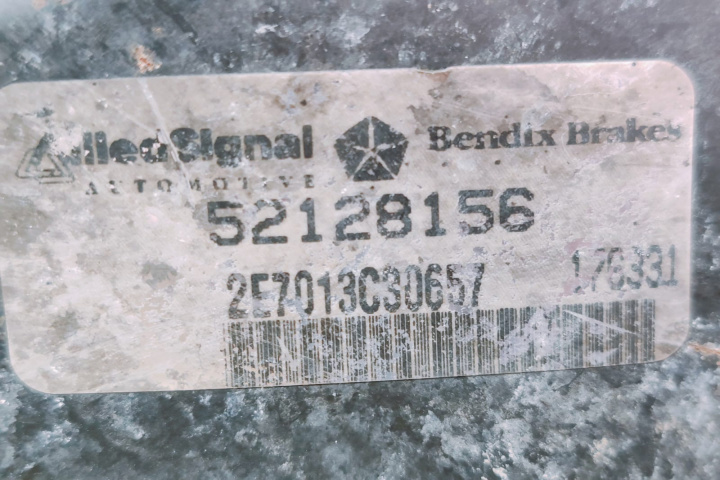 AlliedSignal Bendix Brakes
AUTOMOTIVE
52128156
2E7013C30657 176331